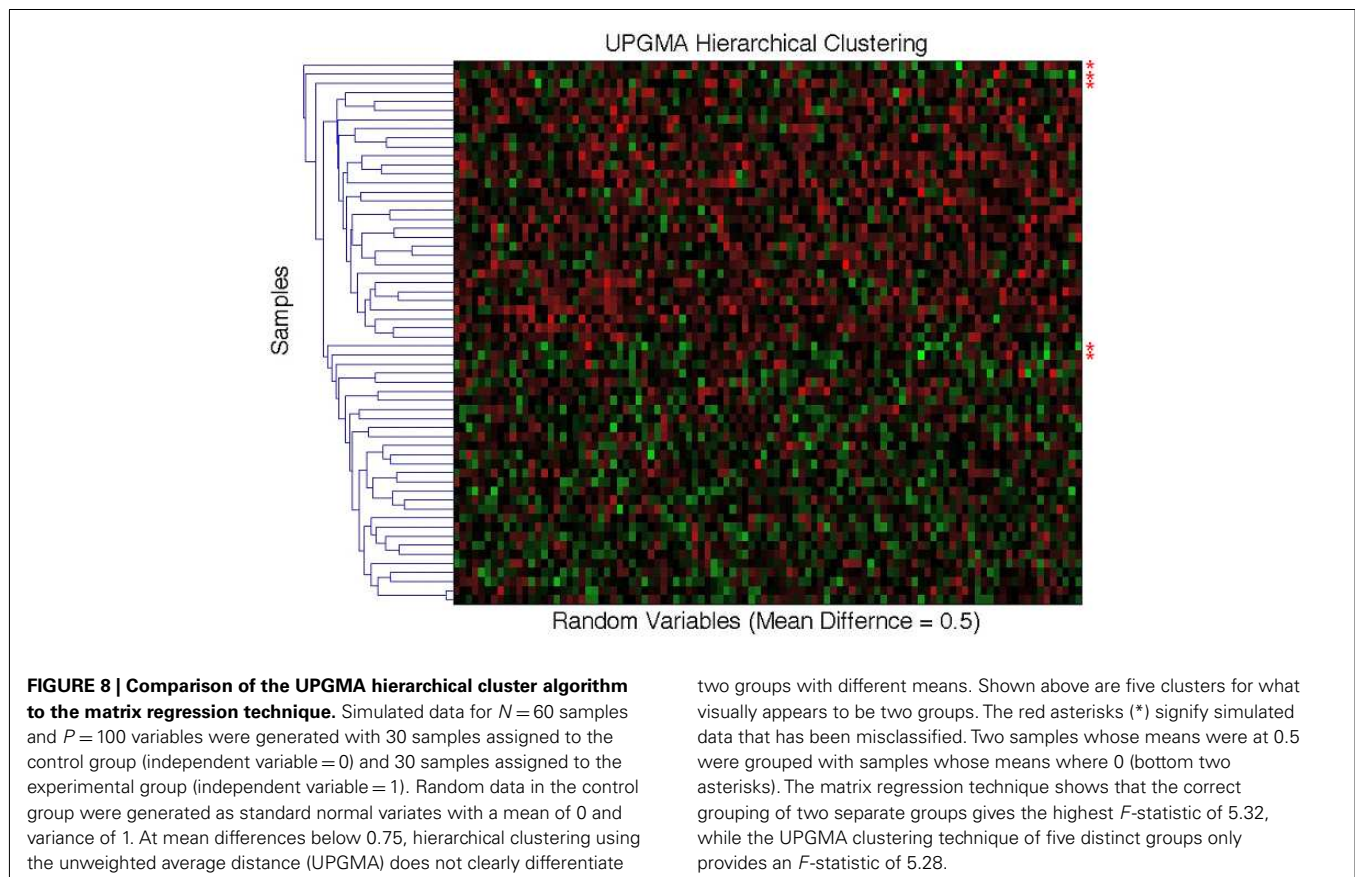 UPGMA Hierarchical Clustering
***
Samples
**
Random Variables (Mean Differnce = 0.5)
FIGURE 8 | Comparison of the UPGMA hierarchical cluster algorithm
to the matrix regression technique. Simulated data for N = 60 samples
and P = 100 variables were generated with 30 samples assigned to the
control group (independent variable = 0) and 30 samples assigned to the
experimental group (independent variable = 1). Random data in the control
group were generated as standard normal variates with a mean of 0 and
variance of 1. At mean differences below 0.75, hierarchical clustering using
the unweighted average distance (UPGMA) does not clearly differentiate
two groups with different means. Shown above are five clusters for what
visually appears to be two groups. The red asterisks (*) signify simulated
data that has been misclassified. Two samples whose means were at 0.5
were grouped with samples whose means where 0 (bottom two
asterisks). The matrix regression technique shows that the correct
grouping of two separate groups gives the highest F-statistic of 5.32,
while the UPGMA clustering technique of five distinct groups only
provides an F-statistic of 5.28.